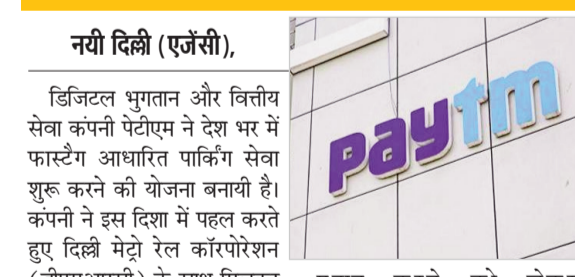 नयी दिल्ली (एजेंसी),
डिजिटल भुगतान और वित्तीय
सेवा कंपनी पेटीएम ने देश भर में
फास्टैग आधारित पार्किंग सेवा
शुरू करने की योजना बनायी है।
कंपनी ने इस दिशा में पहल करते
हुए दिल्ली मेट्रो रेल कॉरपोरेशन
paytm